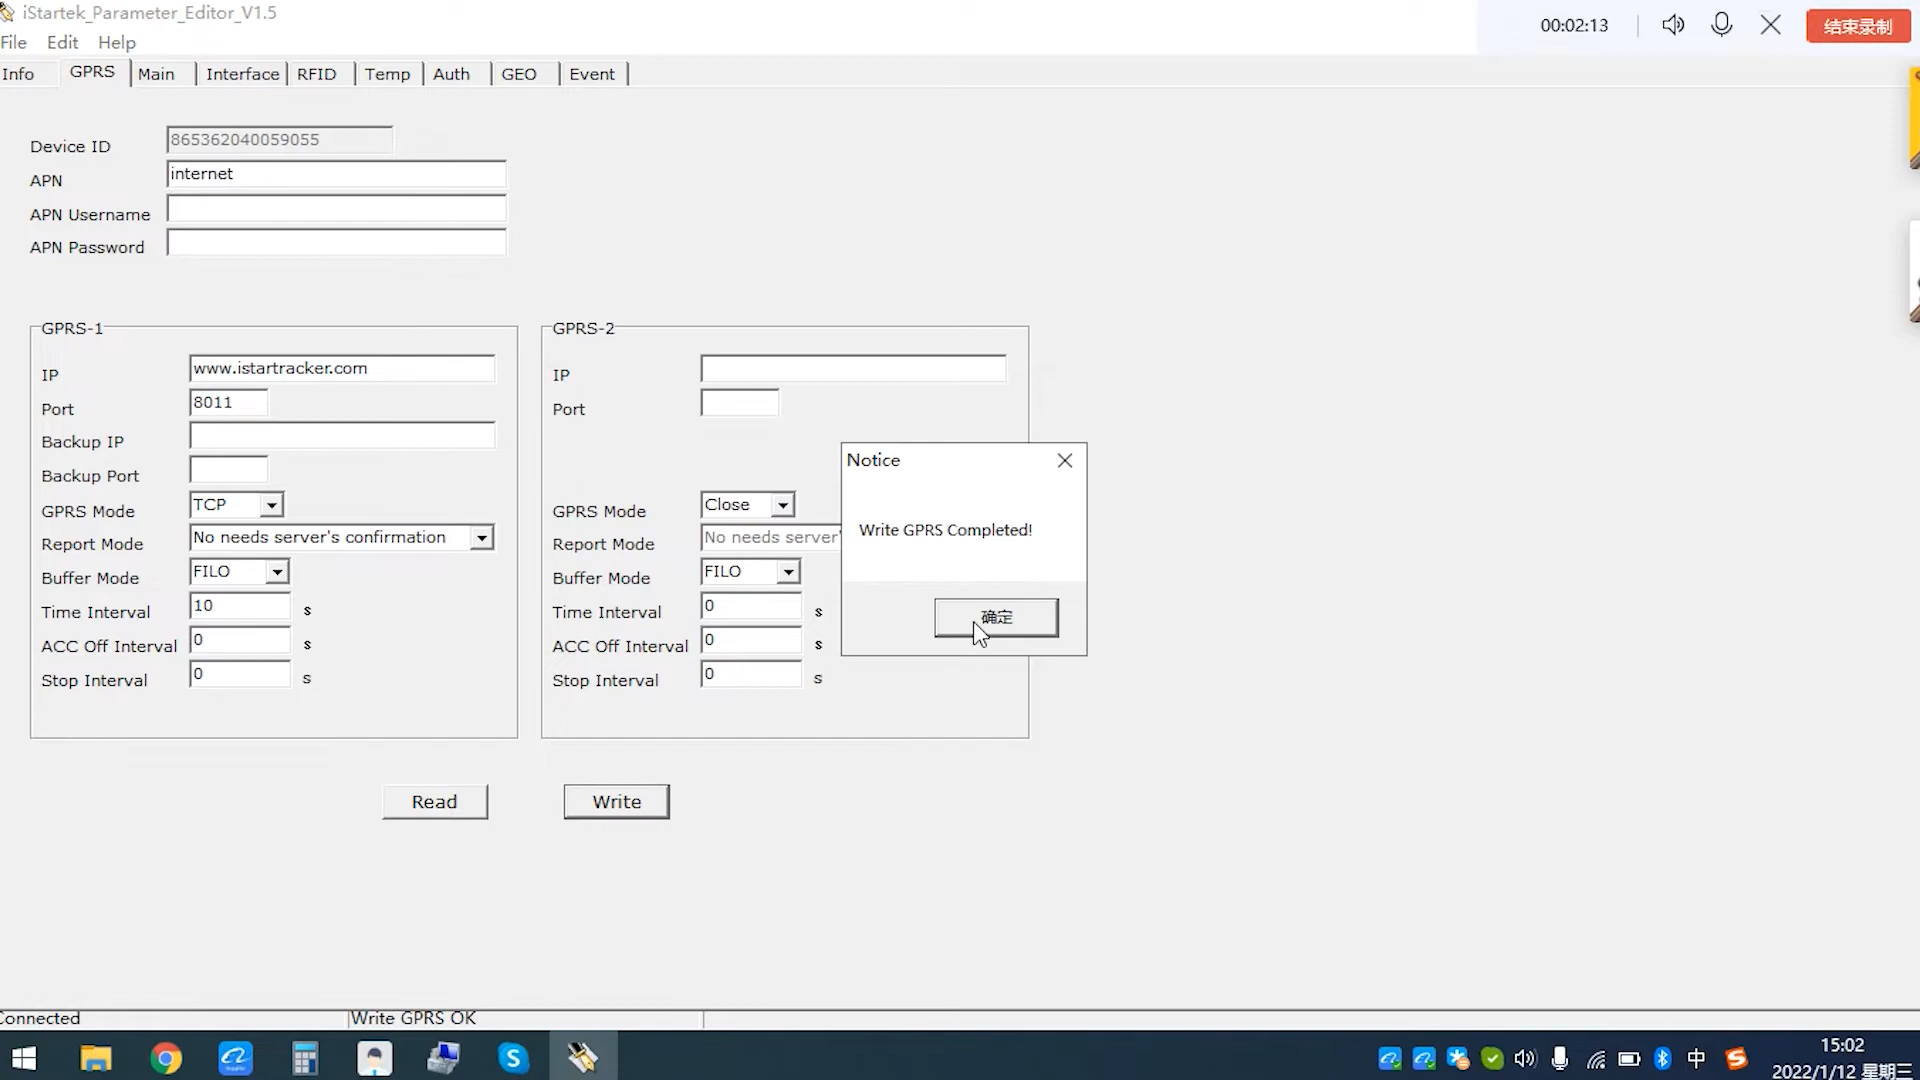 iStartek_Parameter_Editor_V1.5
00:02:13
结束录制
File Edit Help
Info GPRS Main Interface RFID Temp Auth GEO Event
Device ID 865362040059055
APN internet
APN Username
APN Password
GPRS-1
IP www.istartracker.com
Port 8011
Backup IP
Backup Port
GPRS Mode TCP
Report Mode No needs server's confirmation
Buffer Mode FILO
Time Interval 10 s
ACC Off Interval 0 s
Stop Interval 0 s
GPRS-2
IP
Port
GPRS Mode Close
Report Mode No needs server'
Buffer Mode FILO
Time Interval 0 s
ACC Off Interval 0 s
Stop Interval 0 s
Notice
Write GPRS Completed!
确定
Read Write
Connected Write GPRS OK
中
15:02
2022/1/12 星期三